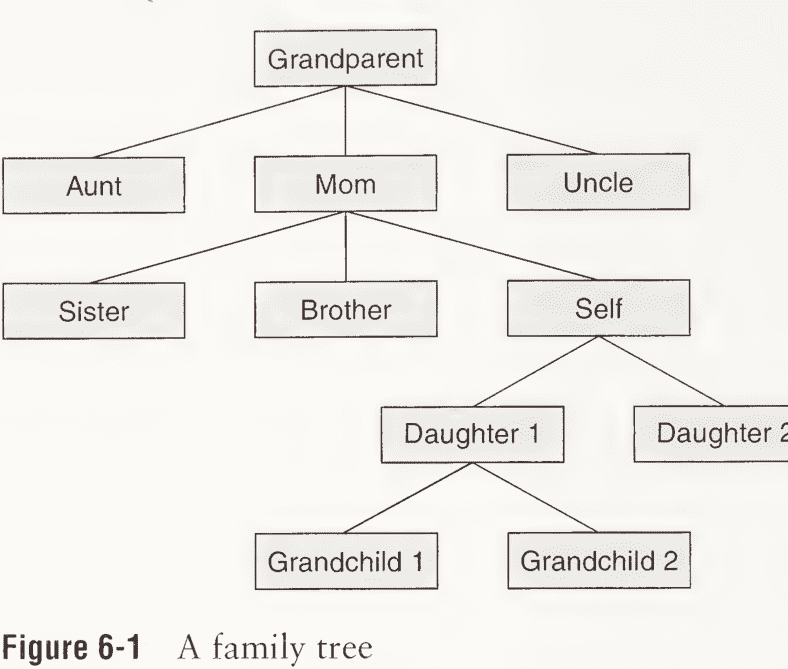 Grandparent
Aunt Mom Uncle
Sister Brother Self
Daughter 1 Daughter 2
Grandchild 1 Grandchild 2
Figure 6-1 A family tree